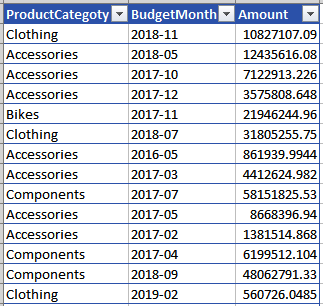 ProductCategoty BudgetMonth Amount
Clothing 2018-11 10827107.09
Accessories 2018-05 12435616.08
Accessories 2017-10 7122913.226
Accessories 2017-12 3575808.648
Bikes 2017-11 21946244.96
Clothing 2018-07 31805255.75
Accessories 2016-05 861939.9944
Accessories 2017-03 4412624.982
Components 2017-07 58151825.53
Accessories 2017-05 8668396.94
Accessories 2017-02 1381514.868
Components 2017-04 6199512.104
Components 2018-09 48062791.33
Clothing 2019-02 560726.0485